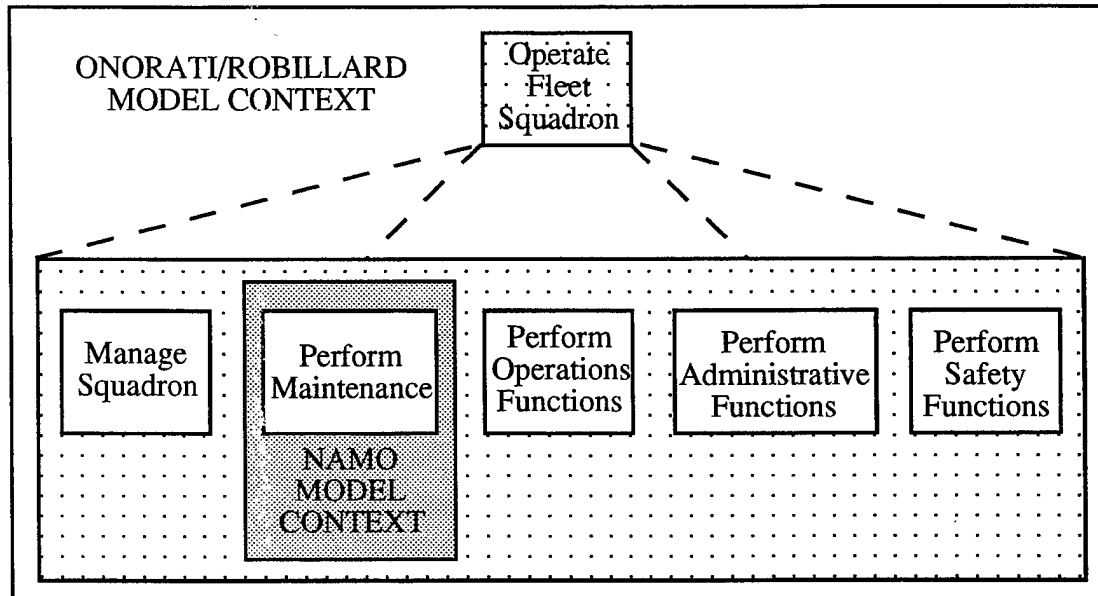 ONORATI/ROBILLARD
MODEL CONTEXT
Operate
Fleet
Squadron
Manage
Squadron
Perform
Maintenance
NAMO
MODEL
CONTEXT
Perform
Operations
Functions
Perform
Administrative
Functions
Perform
Safety
Functions